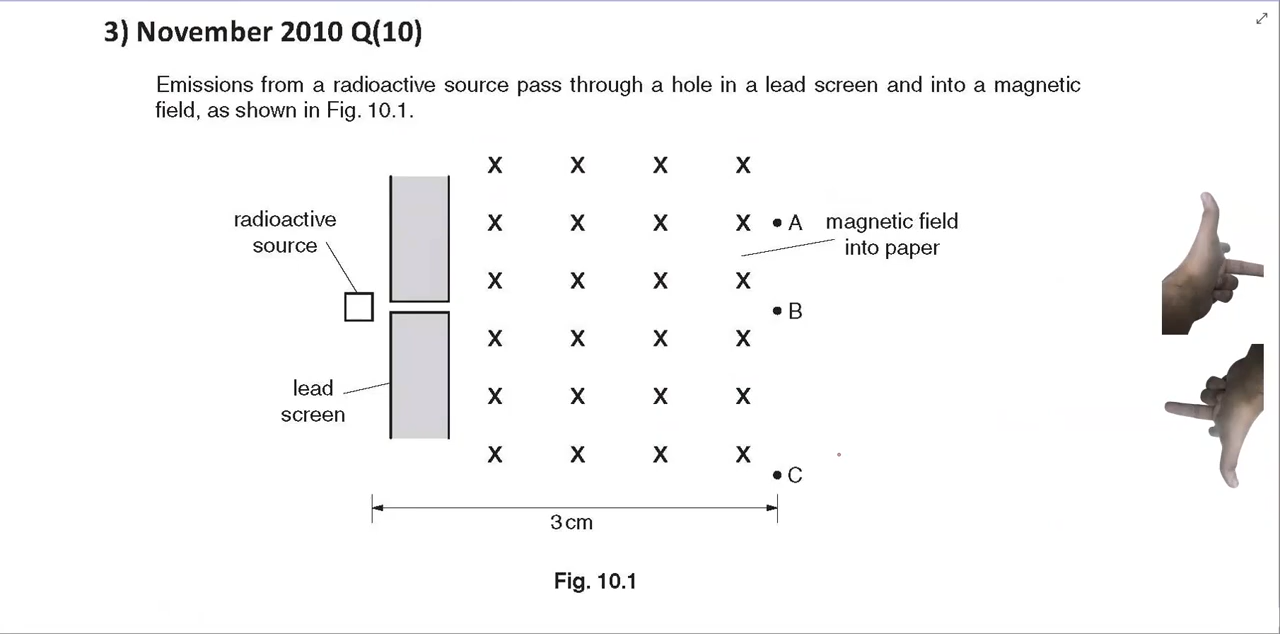 3) November 2010 Q(10)
Emissions from a radioactive source pass through a hole in a lead screen and into a magnetic
field, as shown in Fig. 10.1.
X X X X
radioactive
source
X X X X • A
magnetic field
into paper
X X X X
• B
X X X X
lead
screen
X X X X
X X X X
• C
3 cm
Fig. 10.1